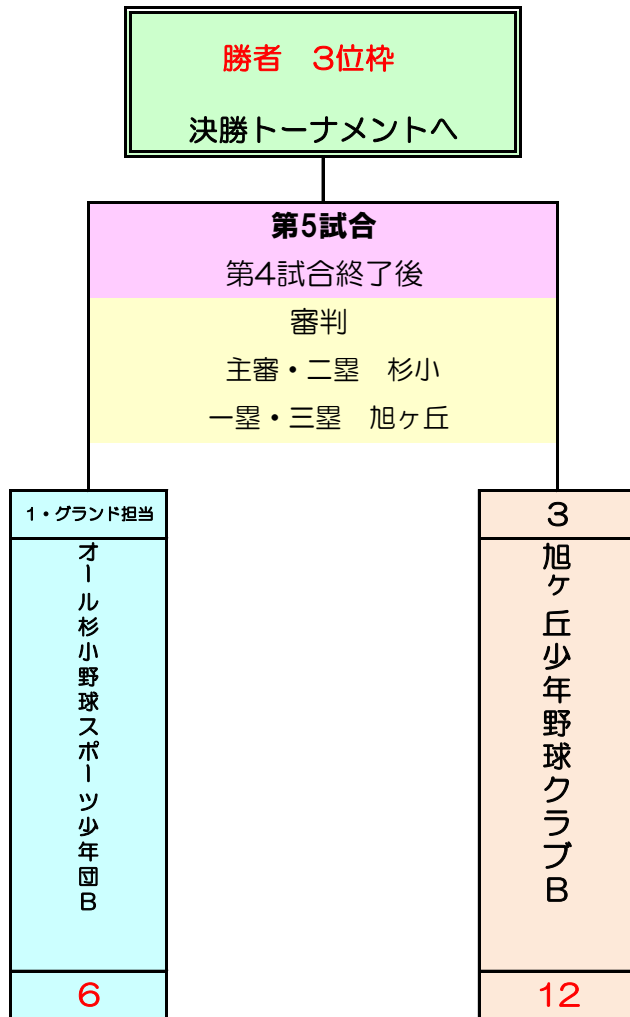 勝者　3位枠
決勝トーナメントへ
第5試合
第4試合終了後
審判
主審・二塁　杉小
一塁・三塁　旭ヶ丘
1・グランド担当
オール杉小野球スポーツ少年団B
6
3
旭ヶ丘少年野球クラブB
12